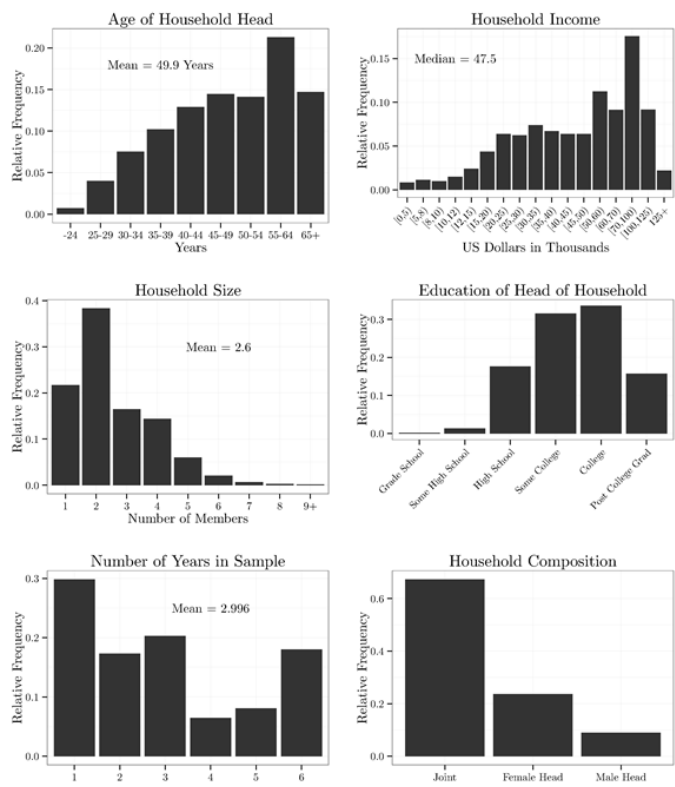 Age of Household Head
Relative Frequency
0.20
0.15
0.10
0.05
0.00
Mean = 49.9 Years
-24 25-29 30-34 35-39 40-44 45-49 50-54 55-64 65+
Years
Household Income
Relative Frequency
0.15
0.10
0.05
0.00
Median = 47.5
[0,5) [5,8) [8,10) [10,12) [12,15) [15,20) [20,25) [25,30) [30,35) [35,40) [40,45) [45,50) [50,60) [60,70) [70,100) [100,125) 125+
US Dollars in Thousands
Household Size
Relative Frequency
0.4
0.3
0.2
0.1
0.0
Mean = 2.6
1 2 3 4 5 6 7 8 9+
Number of Members
Education of Head of Household
Relative Frequency
0.3
0.2
0.1
0.0
Grade School
Some High School
High School
Some College
College
Post College Grad
Number of Years in Sample
Relative Frequency
0.3
0.2
0.1
0.0
Mean = 2.996
1 2 3 4 5 6
Household Composition
Relative Frequency
0.6
0.4
0.2
0.0
Joint Female Head Male Head